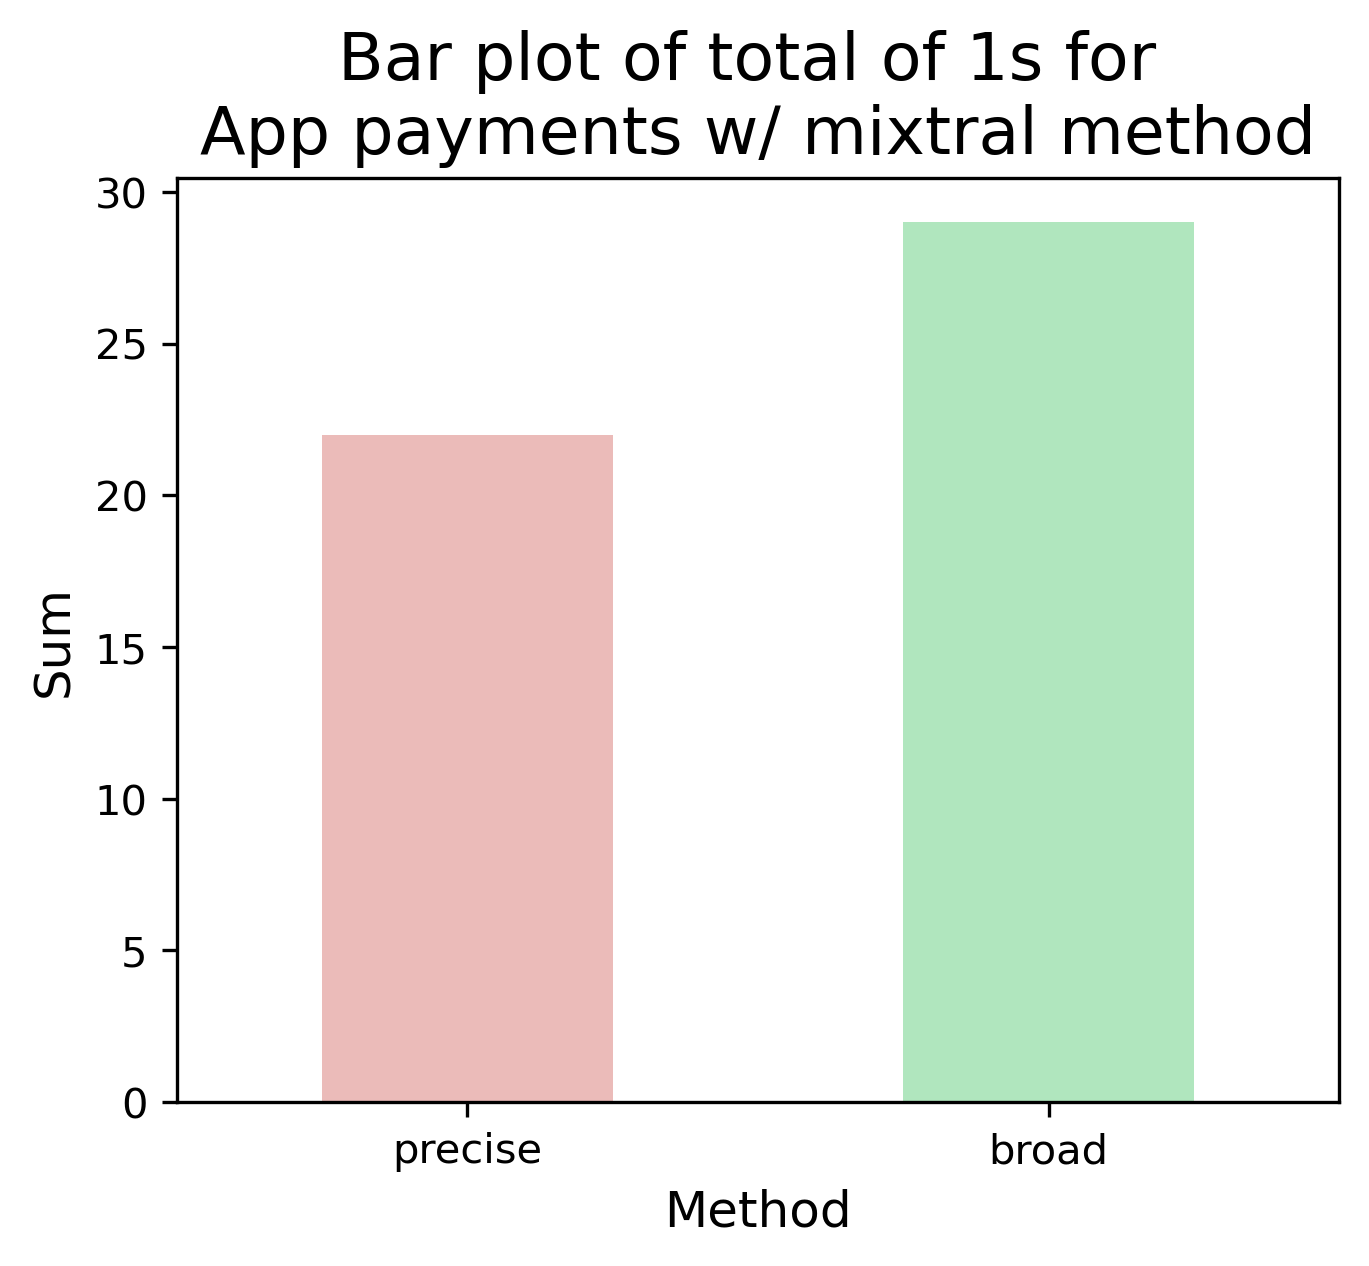 Bar plot of total of 1s for
App payments w/ mixtral method
30
25
20
15
10
5
0
Sum
precise
broad
Method